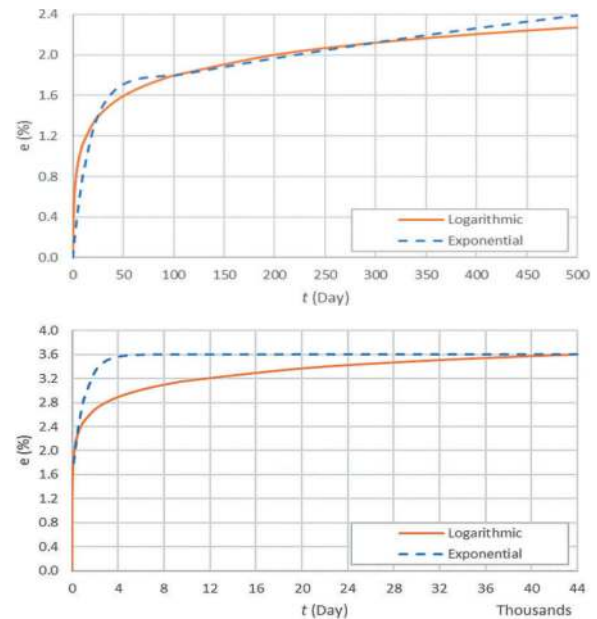 2.4
2.0
1.6
1.2
0.8
0.4
0.0
e (%)
Logarithmic
Exponential
0 50 100 150 200 250 300 350 400 450 500
t (Day)
4.0
3.6
3.2
2.8
2.4
2.0
1.6
1.2
0.8
0.4
0.0
e (%)
Logarithmic
Exponential
0 4 8 12 16 20 24 28 32 36 40 44
t (Day) Thousands